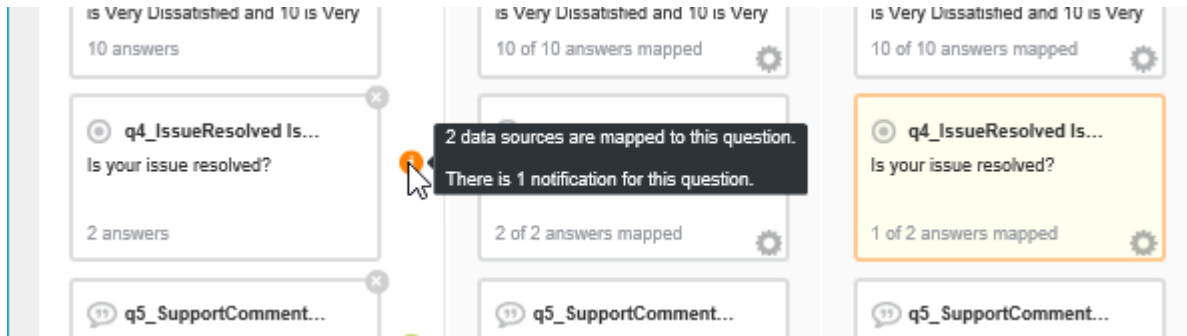 is Very Dissatisfied and 10 is Very
10 answers
is Very Dissatisfied and 10 is Very
10 of 10 answers mapped
is Very Dissatisfied and 10 is Very
10 of 10 answers mapped
q4_IssueResolved Is...
Is your issue resolved?
2 answers
2 data sources are mapped to this question.
There is 1 notification for this question.
2 of 2 answers mapped
q4_IssueResolved Is...
Is your issue resolved?
1 of 2 answers mapped
q5_SupportComment...
q5_SupportComment...
q5_SupportComment...